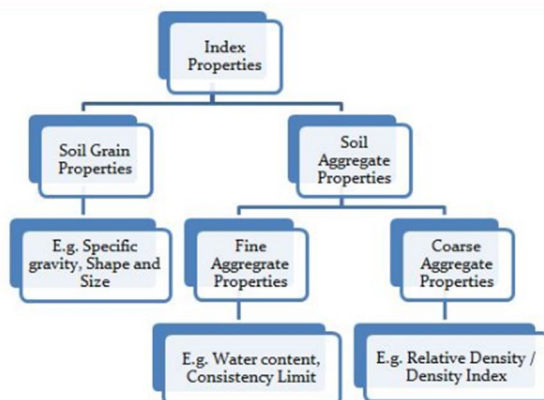 Index
Properties
Soil Grain
Properties
Soil
Aggregate
Properties
E.g. Specific
gravity, Shape and
Size
Fine
Aggregrate
Properties
Coarse
Aggregate
Properties
E.g. Water content,
Consistency Limit
E.g. Relative Density /
Density Index